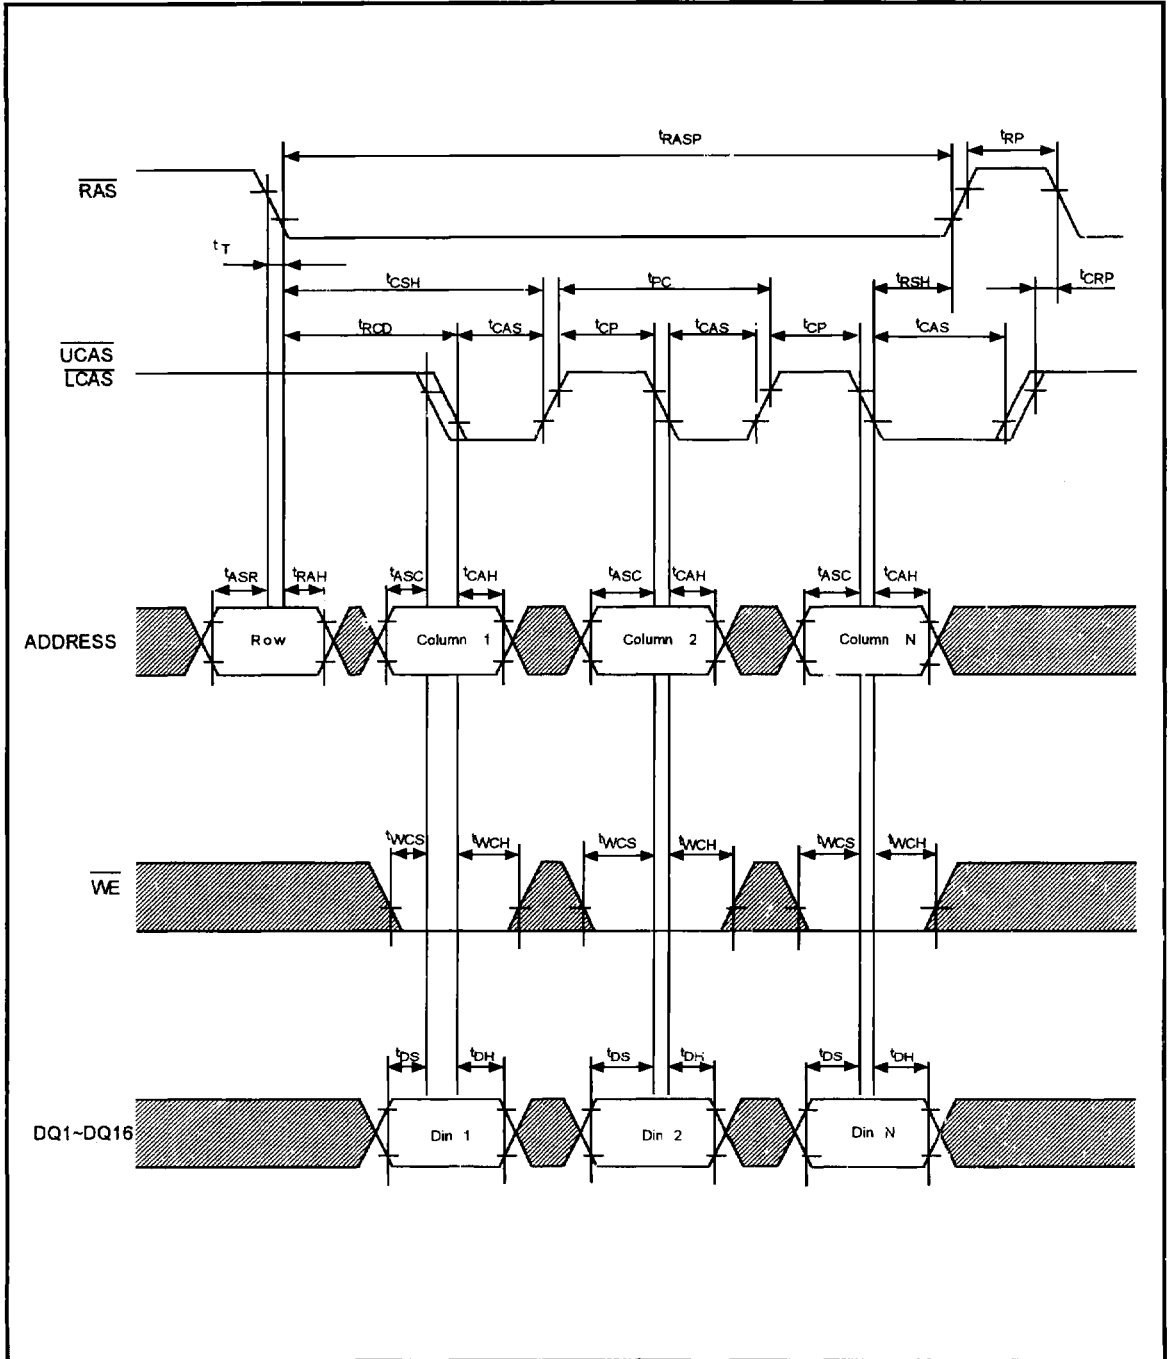 tRASP tRP
RAS
tT
tCSH tPC tRSH tCRP
tRCD tCAS tCP tCAS tCP tCAS
UCAS
LCAS
tASR tRAH tASC tCAH tASC tCAH tASC tCAH
ADDRESS Row Column 1 Column 2 Column N
tWCS tWCH tWCS tWCH tWCS tWCH
WE
tDS tDH tDS tDH tDS tDH
DQ1~DQ16 Din 1 Din 2 Din N